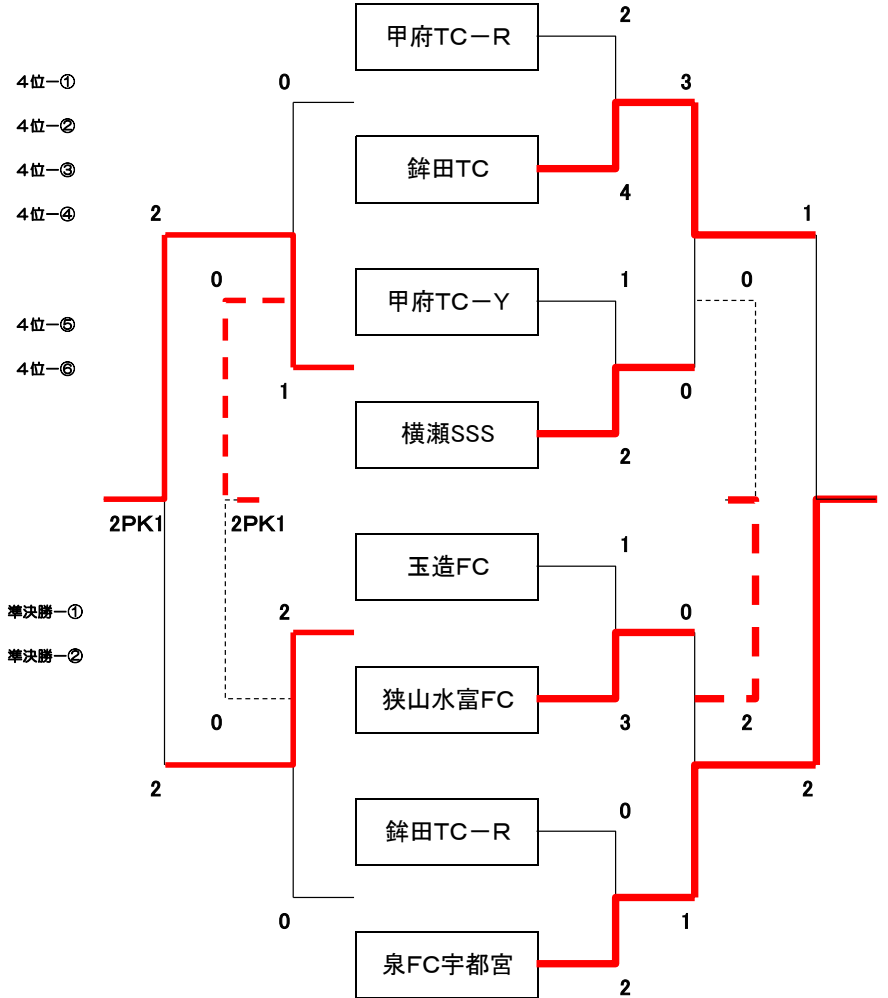 2
甲府TC－R
4位－①
0
3
4位－②
4位－③
鉾田TC
4
4位－④
2
1
0
1
0
甲府TC－Y
4位－⑤
4位－⑥
1
0
横瀬SSS
2
2PK1
2PK1
1
玉造FC
準決勝－①
2
0
準決勝－②
狭山水富FC
0
3
2
2
2
0
鉾田TC－R
0
1
泉FC宇都宮
2